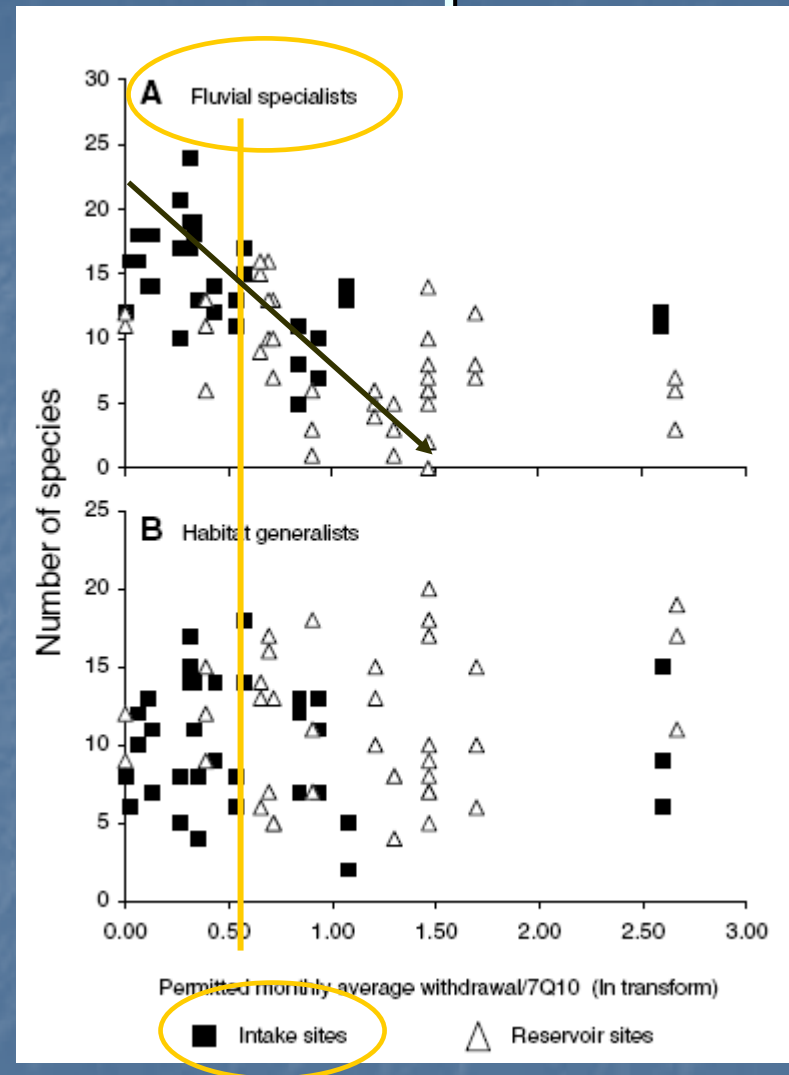 30
A Fluvial specialists
25
20
15
10
5
0
Number of species
25
B Habitat generalists
20
15
10
5
0
0.00 0.50 1.00 1.50 2.00 2.50 3.00
Permitted monthly average withdrawal/7Q10 (ln transform)
Intake sites Reservoir sites